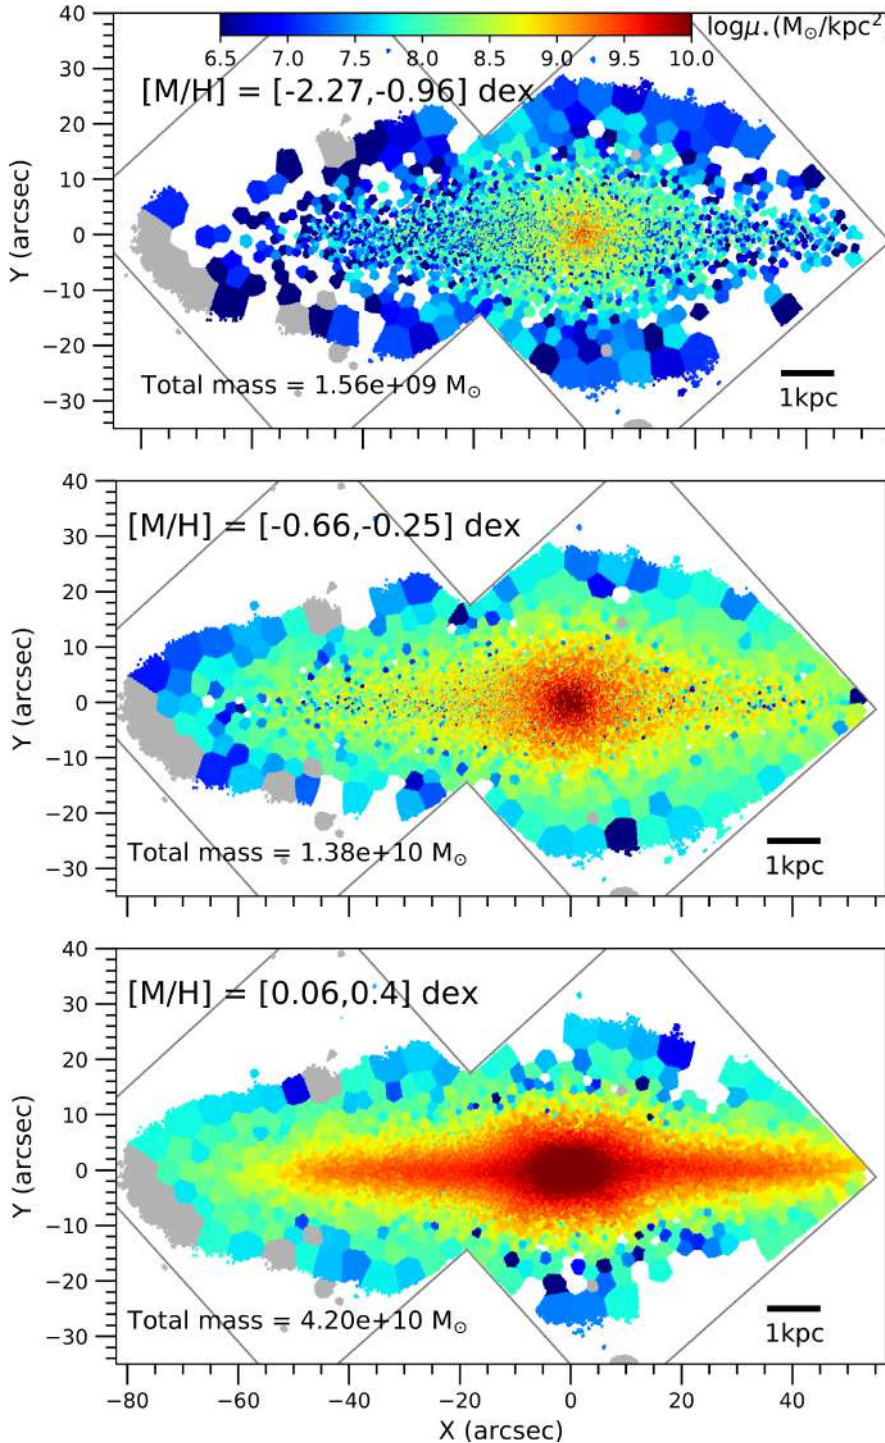 logμ⋆(M⊙/kpc²
6.5 7.0 7.5 8.0 8.5 9.0 9.5 10.0
40
[M/H] = [-2.27,-0.96] dex
30
20
10
0
−10
−20
−30
Y (arcsec)
Total mass = 1.56e+09 M⊙
1kpc
40
[M/H] = [-0.66,-0.25] dex
30
20
10
0
−10
−20
−30
Y (arcsec)
Total mass = 1.38e+10 M⊙
1kpc
40
[M/H] = [0.06,0.4] dex
30
20
10
0
−10
−20
−30
Y (arcsec)
Total mass = 4.20e+10 M⊙
1kpc
−80 −60 −40 −20 0 20 40
X (arcsec)